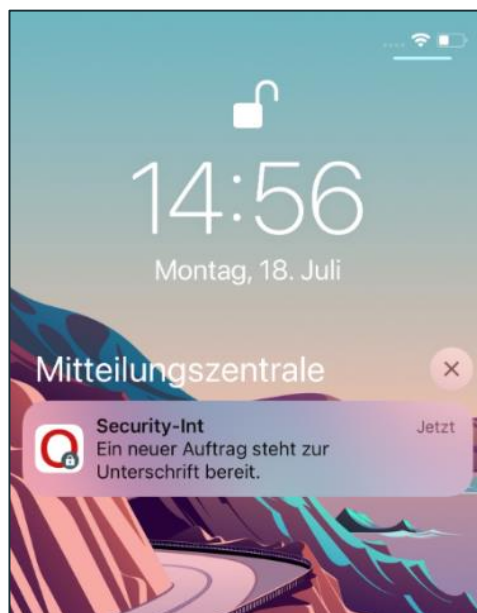 14:56
Montag, 18. Juli
Mitteilungszentrale
Security-Int
Jetzt
Ein neuer Auftrag steht zur
Unterschrift bereit.